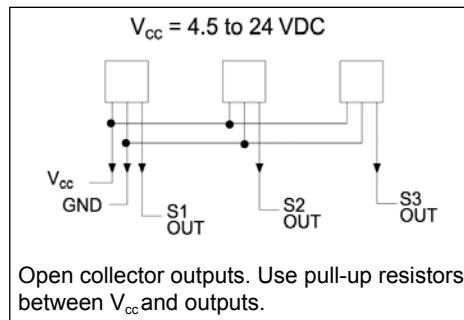 V_cc = 4.5 to 24 VDC
V_cc
GND
S1
OUT
S2
OUT
S3
OUT
Open collector outputs. Use pull-up resistors
between V_cc and outputs.